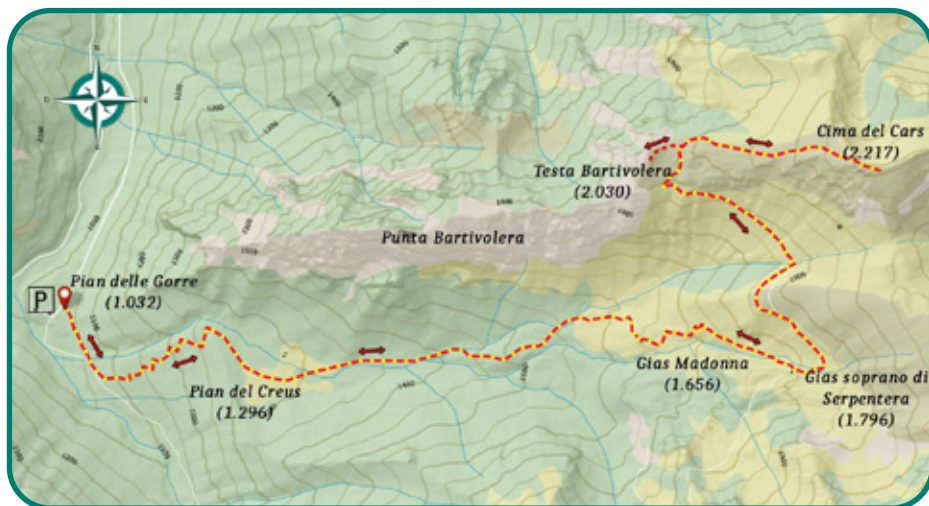 Cima del Cars
(2.217)
Testa Bartivolera
(2.030)
Punta Bartivolera
P
Pian delle Gorre
(1.032)
Pian del Creus
(1.296)
Gias Madonna
(1.656)
Gias soprano di
Serpentera
(1.796)